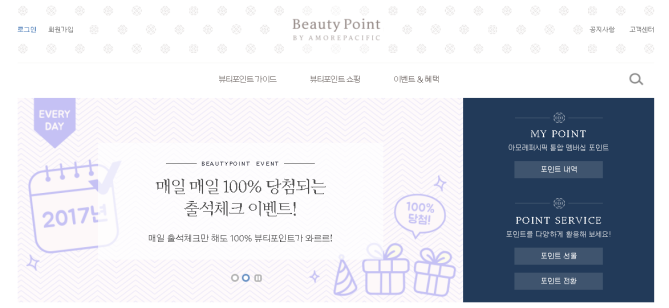 로그인 회원가입
Beauty Point
BY AMOREPACIFIC
공지사항 고객센터
뷰티포인트 가이드 뷰티포인트 쇼핑 이벤트 & 혜택
EVERY
DAY
2017년
BEAUTYPOINT EVENT
매일 매일 100% 당첨되는
출석체크 이벤트!
매일 출석체크만 해도 100% 뷰티포인트가 와르르!
100%
당첨!
MY POINT
아모레퍼시픽 통합 멤버십 포인트
포인트 내역
POINT SERVICE
포인트를 다양하게 활용해 보세요!
포인트 선물
포인트 전환